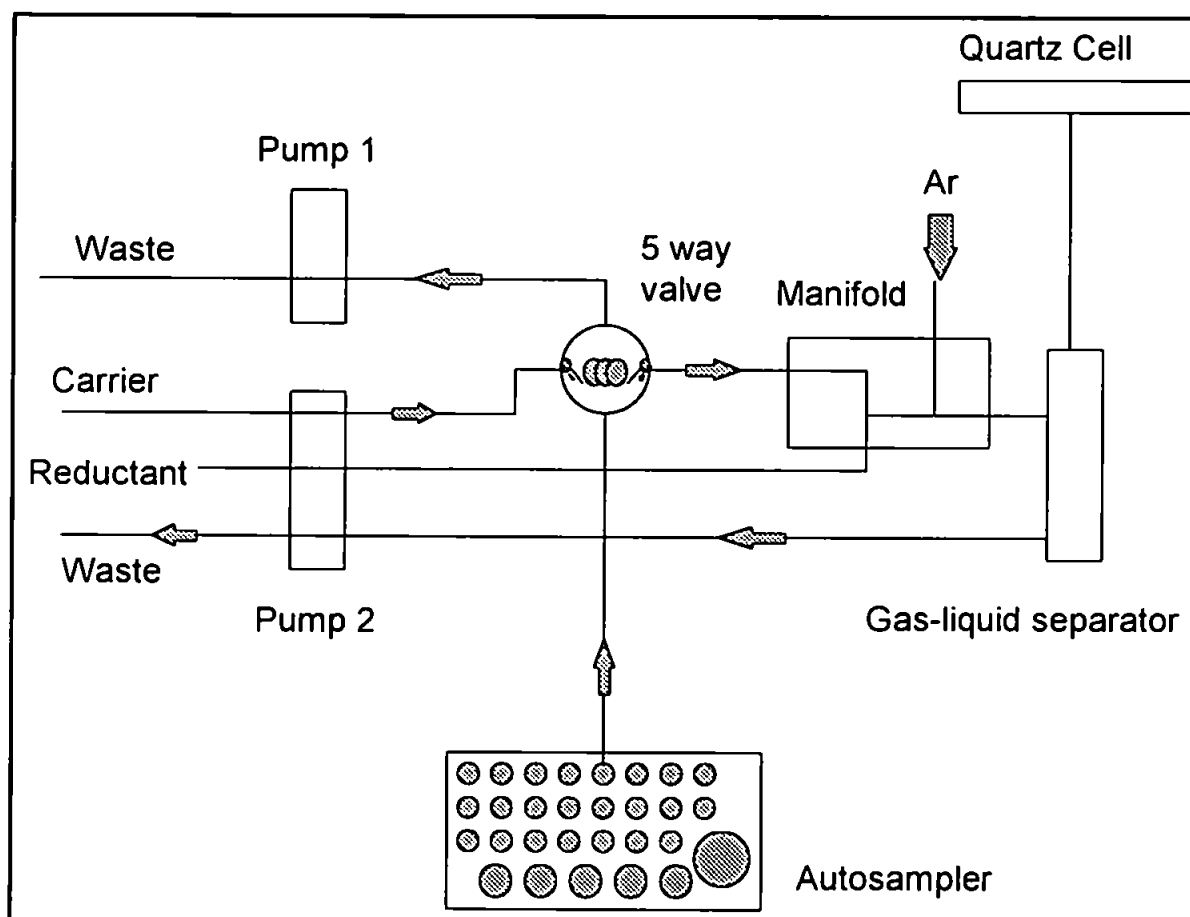 Quartz Cell
Pump 1
Ar
Waste
5 way
valve
Manifold
Carrier
Reductant
Waste
Pump 2
Gas-liquid separator
Autosampler